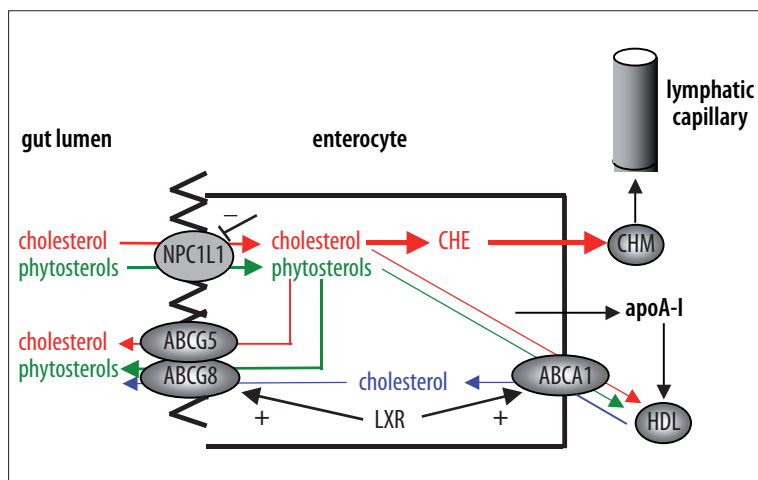 lymphatic
capillary
gut lumen
enterocyte
−
cholesterol
NPC1L1
cholesterol
CHE
CHM
phytosterols
phytosterols
apoA-I
cholesterol
ABCG5
phytosterols
ABCG8
cholesterol
ABCA1
+
LXR
+
HDL